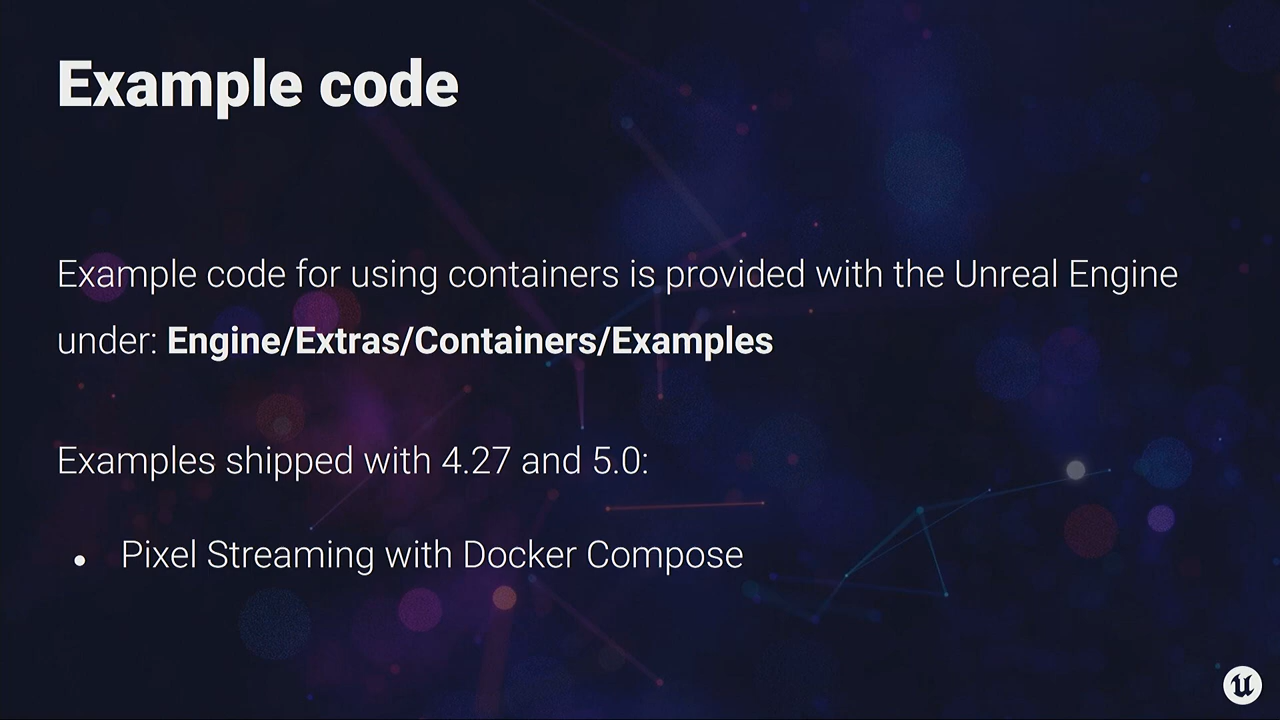 Example code
Example code for using containers is provided with the Unreal Engine
under: Engine/Extras/Containers/Examples
Examples shipped with 4.27 and 5.0:
• Pixel Streaming with Docker Compose